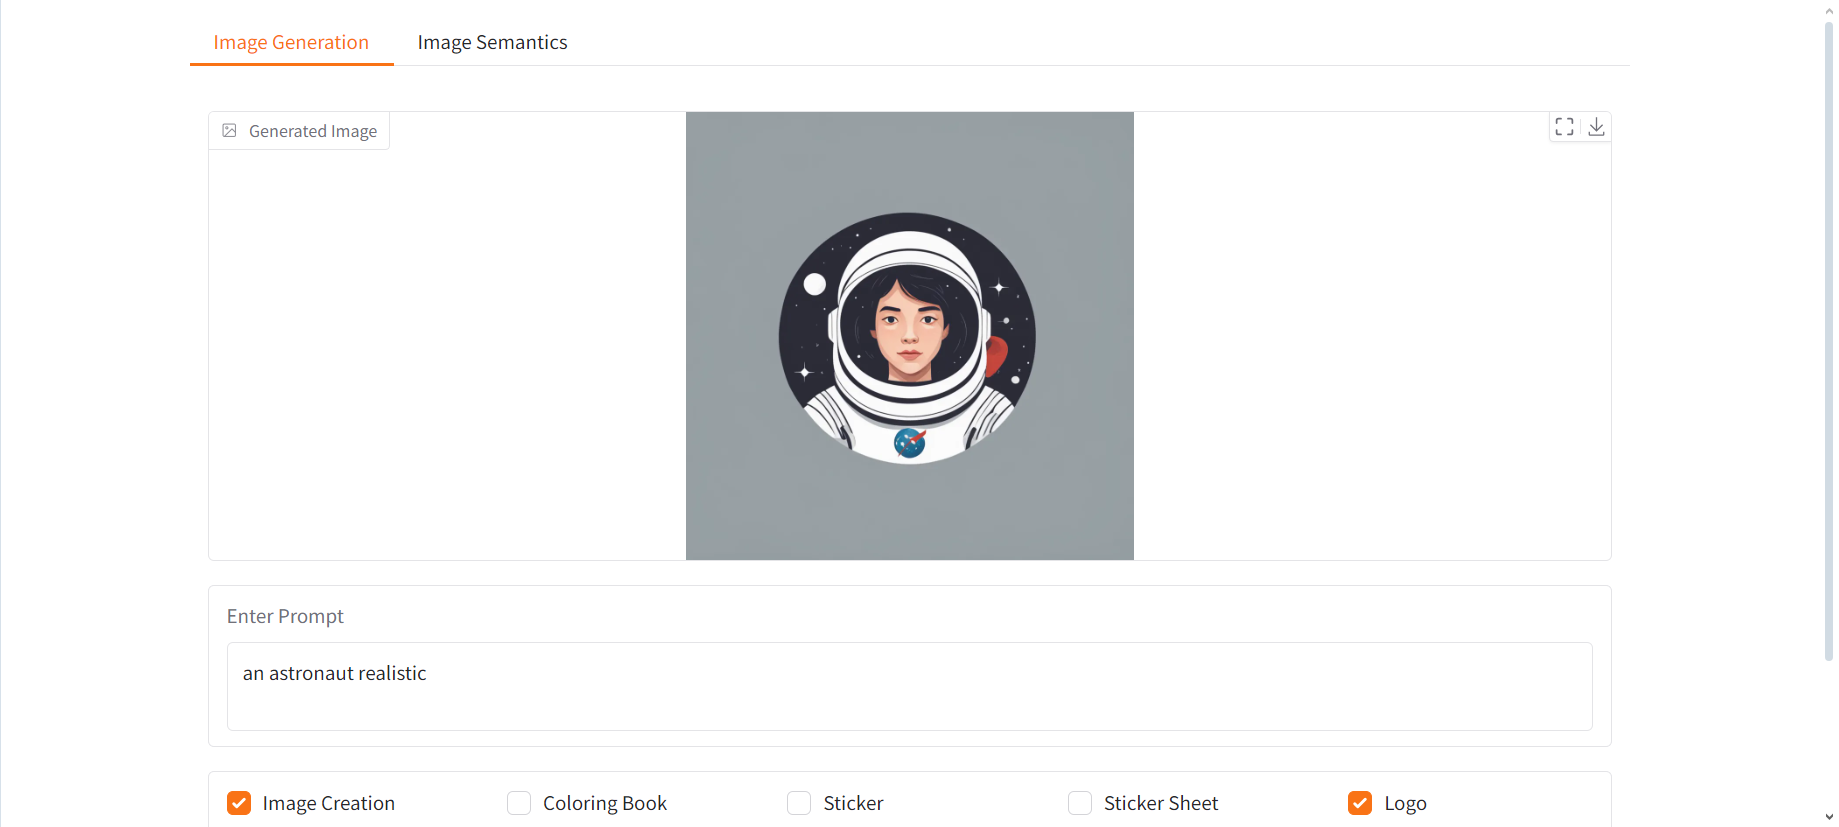 Image Generation
Image Semantics
Generated Image
Enter Prompt
an astronaut realistic
Image Creation
Coloring Book
Sticker
Sticker Sheet
Logo